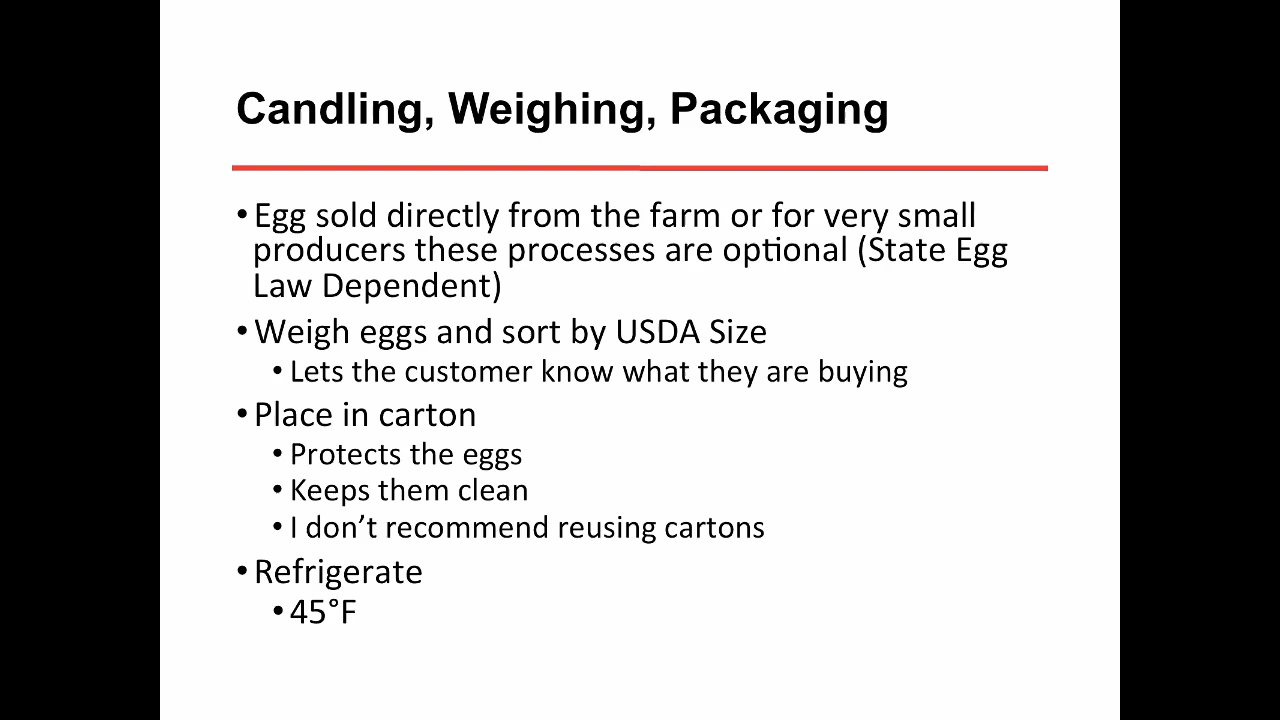 Candling, Weighing, Packaging
• Egg sold directly from the farm or for very small
producers these processes are optional (State Egg
Law Dependent)
• Weigh eggs and sort by USDA Size
• Lets the customer know what they are buying
• Place in carton
• Protects the eggs
• Keeps them clean
• I don’t recommend reusing cartons
• Refrigerate
• 45°F